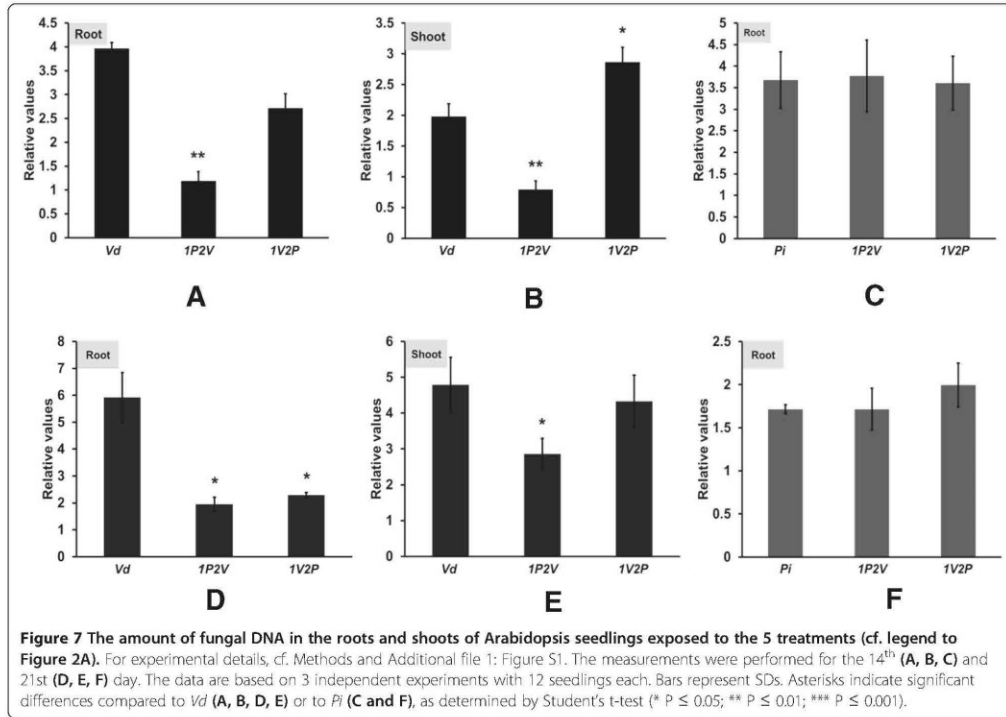 Root
Relative values
4.5
4
3.5
3
2.5
2
1.5
1
0.5
0
**
Vd 1P2V 1V2P
A
Shoot
Relative values
3.5
3
2.5
2
1.5
1
0.5
0
**
*
Vd 1P2V 1V2P
B
Root
Relative values
5
4.5
4
3.5
3
2.5
2
1.5
1
0.5
0
Pi 1P2V 1V2P
C
Root
Relative values
8
7
6
5
4
3
2
1
0
* *
Vd 1P2V 1V2P
D
Shoot
Relative values
6
5
4
3
2
1
0
*
Vd 1P2V 1V2P
E
Root
Relative values
2.5
2
1.5
1
0.5
0
Pi 1P2V 1V2P
F
Figure 7 The amount of fungal DNA in the roots and shoots of Arabidopsis seedlings exposed to the 5 treatments (cf. legend to
Figure 2A). For experimental details, cf. Methods and Additional file 1: Figure S1. The measurements were performed for the 14th (A, B, C) and
21st (D, E, F) day. The data are based on 3 independent experiments with 12 seedlings each. Bars represent SDs. Asterisks indicate significant
differences compared to Vd (A, B, D, E) or to Pi (C and F), as determined by Student's t-test (* P ≤ 0.05; ** P ≤ 0.01; *** P ≤ 0.001).